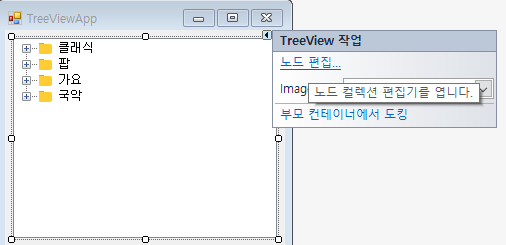 TreeViewApp
클래식
팝
가요
국악
TreeView 작업
노드 편집...
Image
노드 컬렉션 편집기를 엽니다.
부모 컨테이너에서 도킹